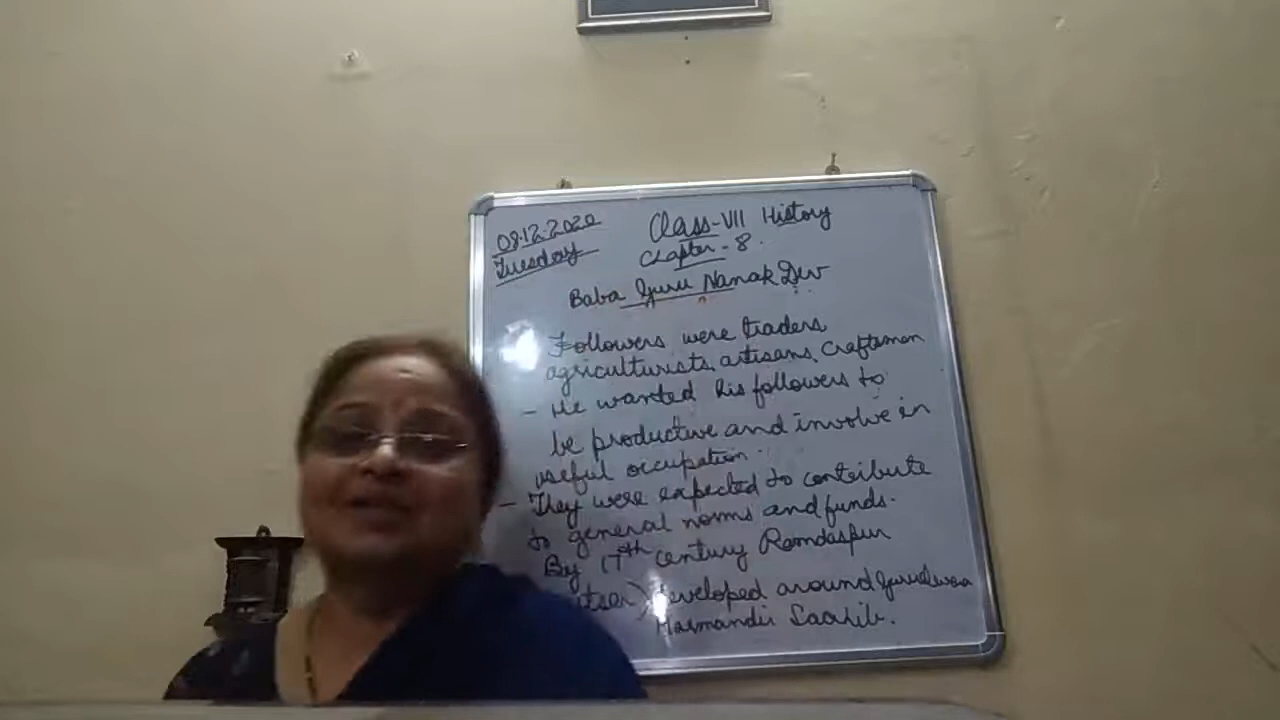 08.12.2020
Tuesday
Class-VII History
Chapter - 8.
Baba Guru Nanak Dev
Followers were traders
agriculturists, artisans, Craftsmen
- He wanted his followers to
be productive and involve in
useful occupation.
- They were expected to contribute
to general norms and funds.
By 17th century Ramdaspur
developed around
Harmandir Saahib.